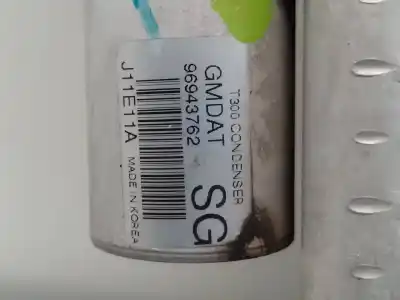 T300 CONDENSER
GMDAT SG
96943762
J11E11A MADE IN KOREA